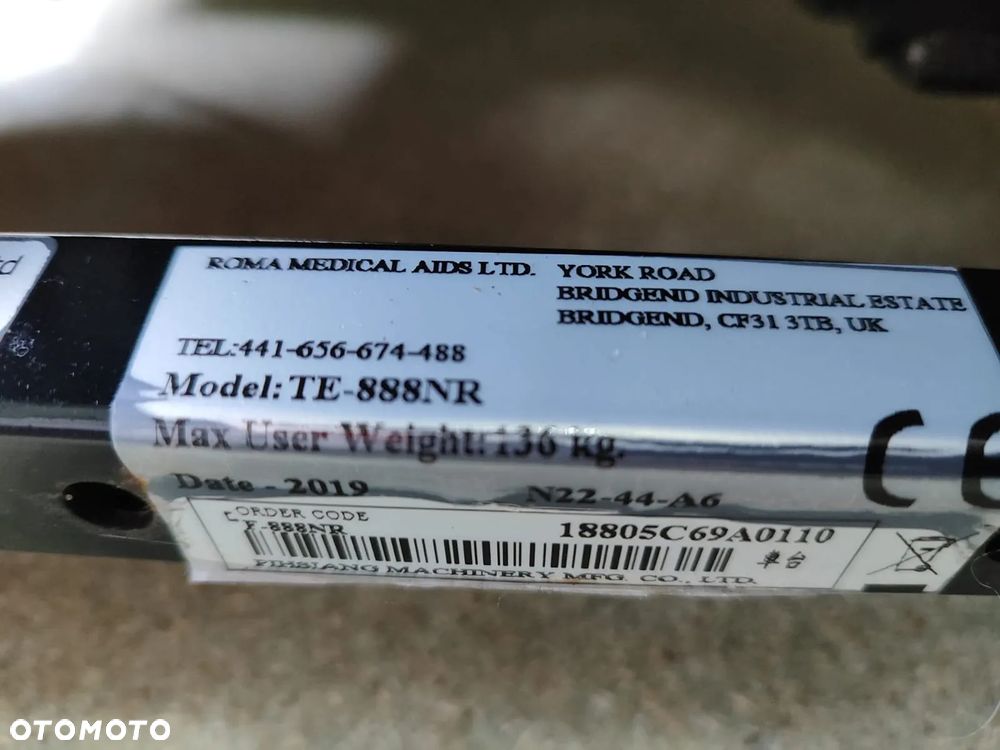 td
ROMA MEDICAL AIDS LTD. YORK ROAD
BRIDGEND INDUSTRIAL ESTATE
BRIDGEND, CF31 3TB, UK
TEL:441-656-674-488
Model: TE-888NR
Max User Weight: 136 kg.
Date - 2019 N22-44-A6
CE
ORDER CODE
F-888NR
18805C69A0110
車台
PIHSIANG MACHINERY MFG. CO., LTD.
OTOMOTO